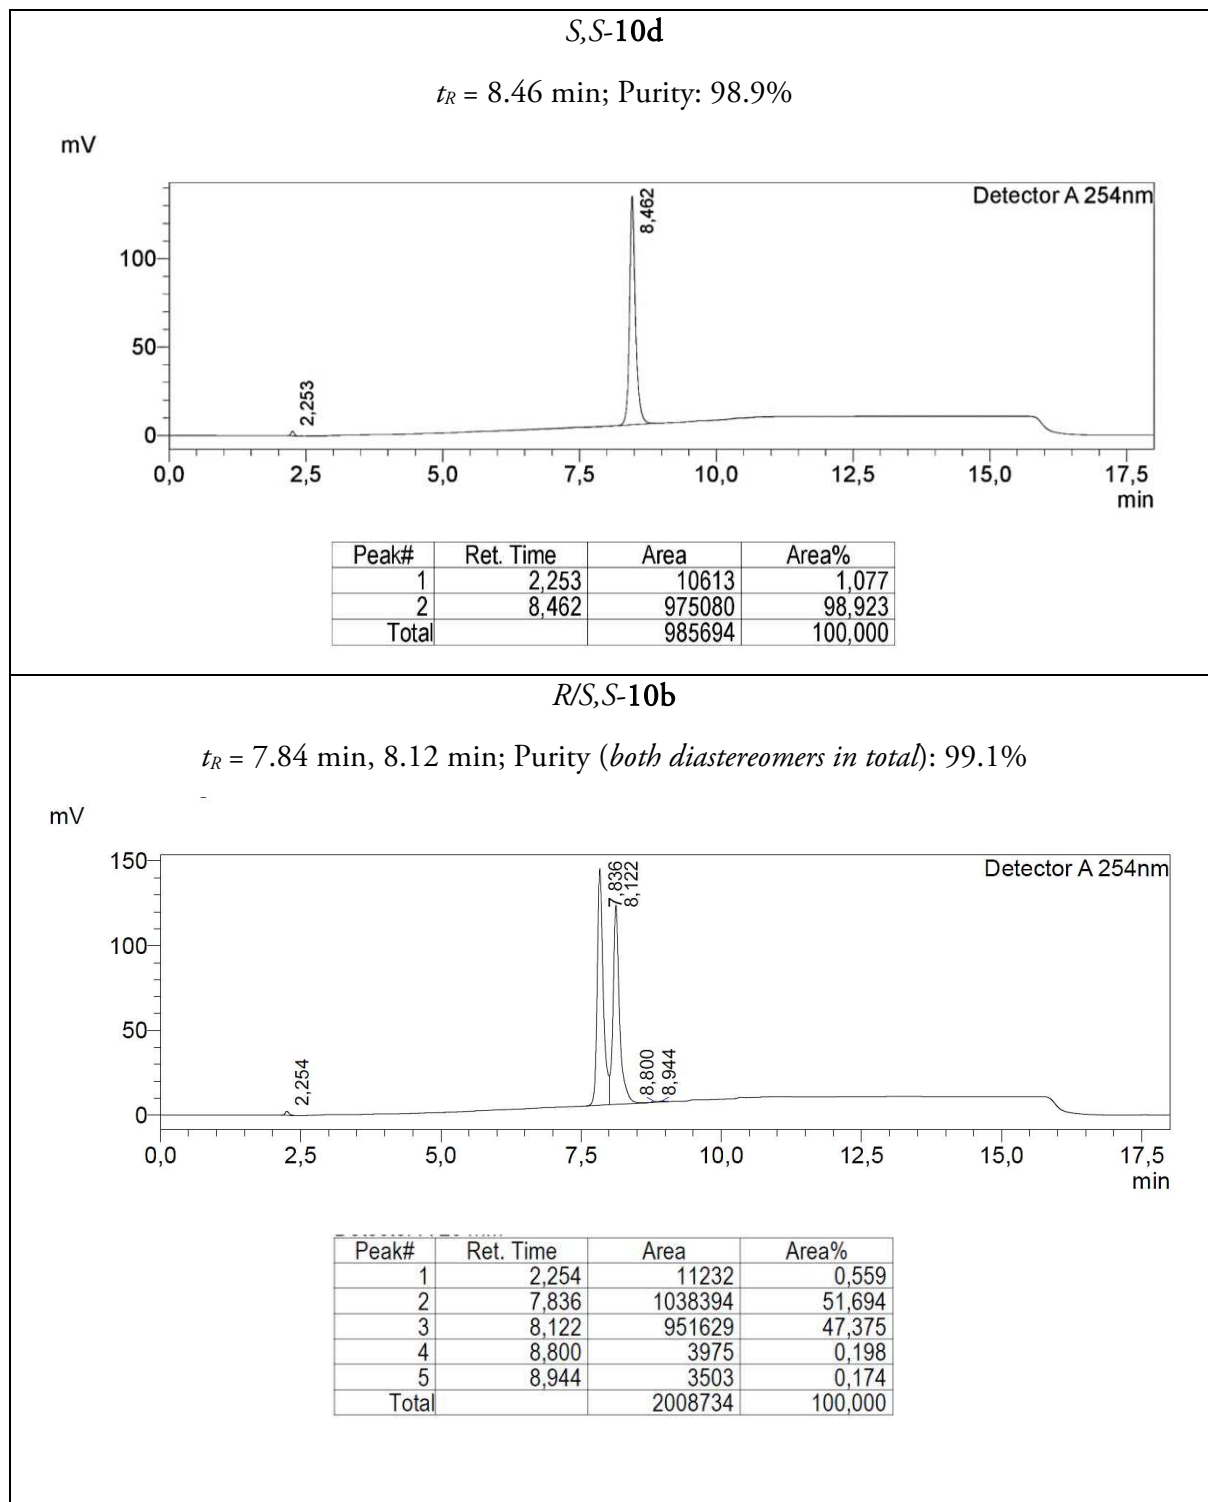 S,S-10d
tR = 8.46 min; Purity: 98.9%
mV
Detector A 254nm
8,462
100
50
2,253
0
0,0 2,5 5,0 7,5 10,0 12,5 15,0 17,5
min
Peak# Ret. Time Area Area%
1 2,253 10613 1,077
2 8,462 975080 98,923
Total 985694 100,000
R/S,S-10b
tR = 7.84 min, 8.12 min; Purity (both diastereomers in total): 99.1%
mV
150
Detector A 254nm
7,836
8,122
100
50
2,254
8,800
8,944
0
0,0 2,5 5,0 7,5 10,0 12,5 15,0 17,5
min
Peak# Ret. Time Area Area%
1 2,254 11232 0,559
2 7,836 1038394 51,694
3 8,122 951629 47,375
4 8,800 3975 0,198
5 8,944 3503 0,174
Total 2008734 100,000